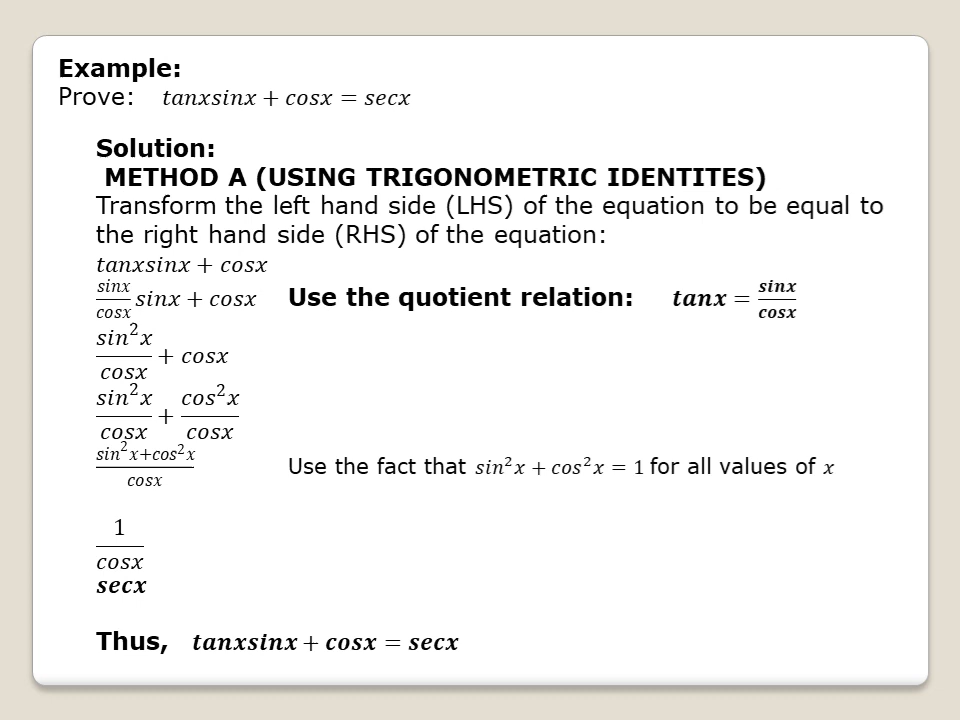 Example:
Prove: tanxsinx + cosx = secx
Solution:
METHOD A (USING TRIGONOMETRIC IDENTITES)
Transform the left hand side (LHS) of the equation to be equal to
the right hand side (RHS) of the equation:
tanxsinx + cosx
sinx/cosx sinx + cosx Use the quotient relation: tanx = sinx/cosx
sin²x/cosx + cosx
sin²x/cosx + cos²x/cosx
sin²x+cos²x/cosx Use the fact that sin²x + cos²x = 1 for all values of x
1/cosx
secx
Thus, tanxsinx + cosx = secx